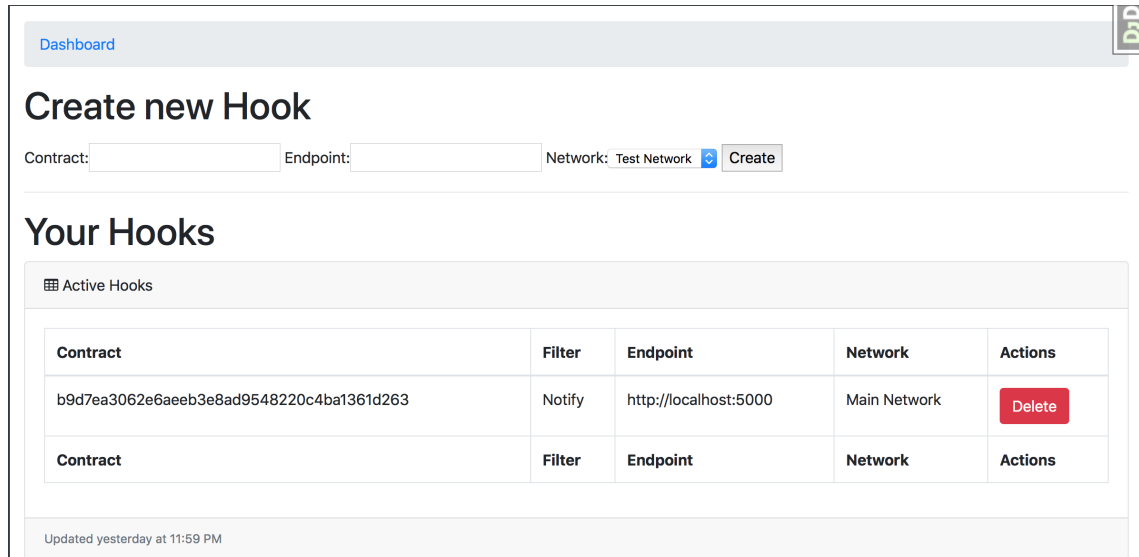 Dashboard
DJD
Create new Hook
Contract: Endpoint: Network: Test Network Create
Your Hooks
Active Hooks
Contract Filter Endpoint Network Actions
b9d7ea3062e6aeeb3e8ad9548220c4ba1361d263 Notify http://localhost:5000 Main Network Delete
Contract Filter Endpoint Network Actions
Updated yesterday at 11:59 PM